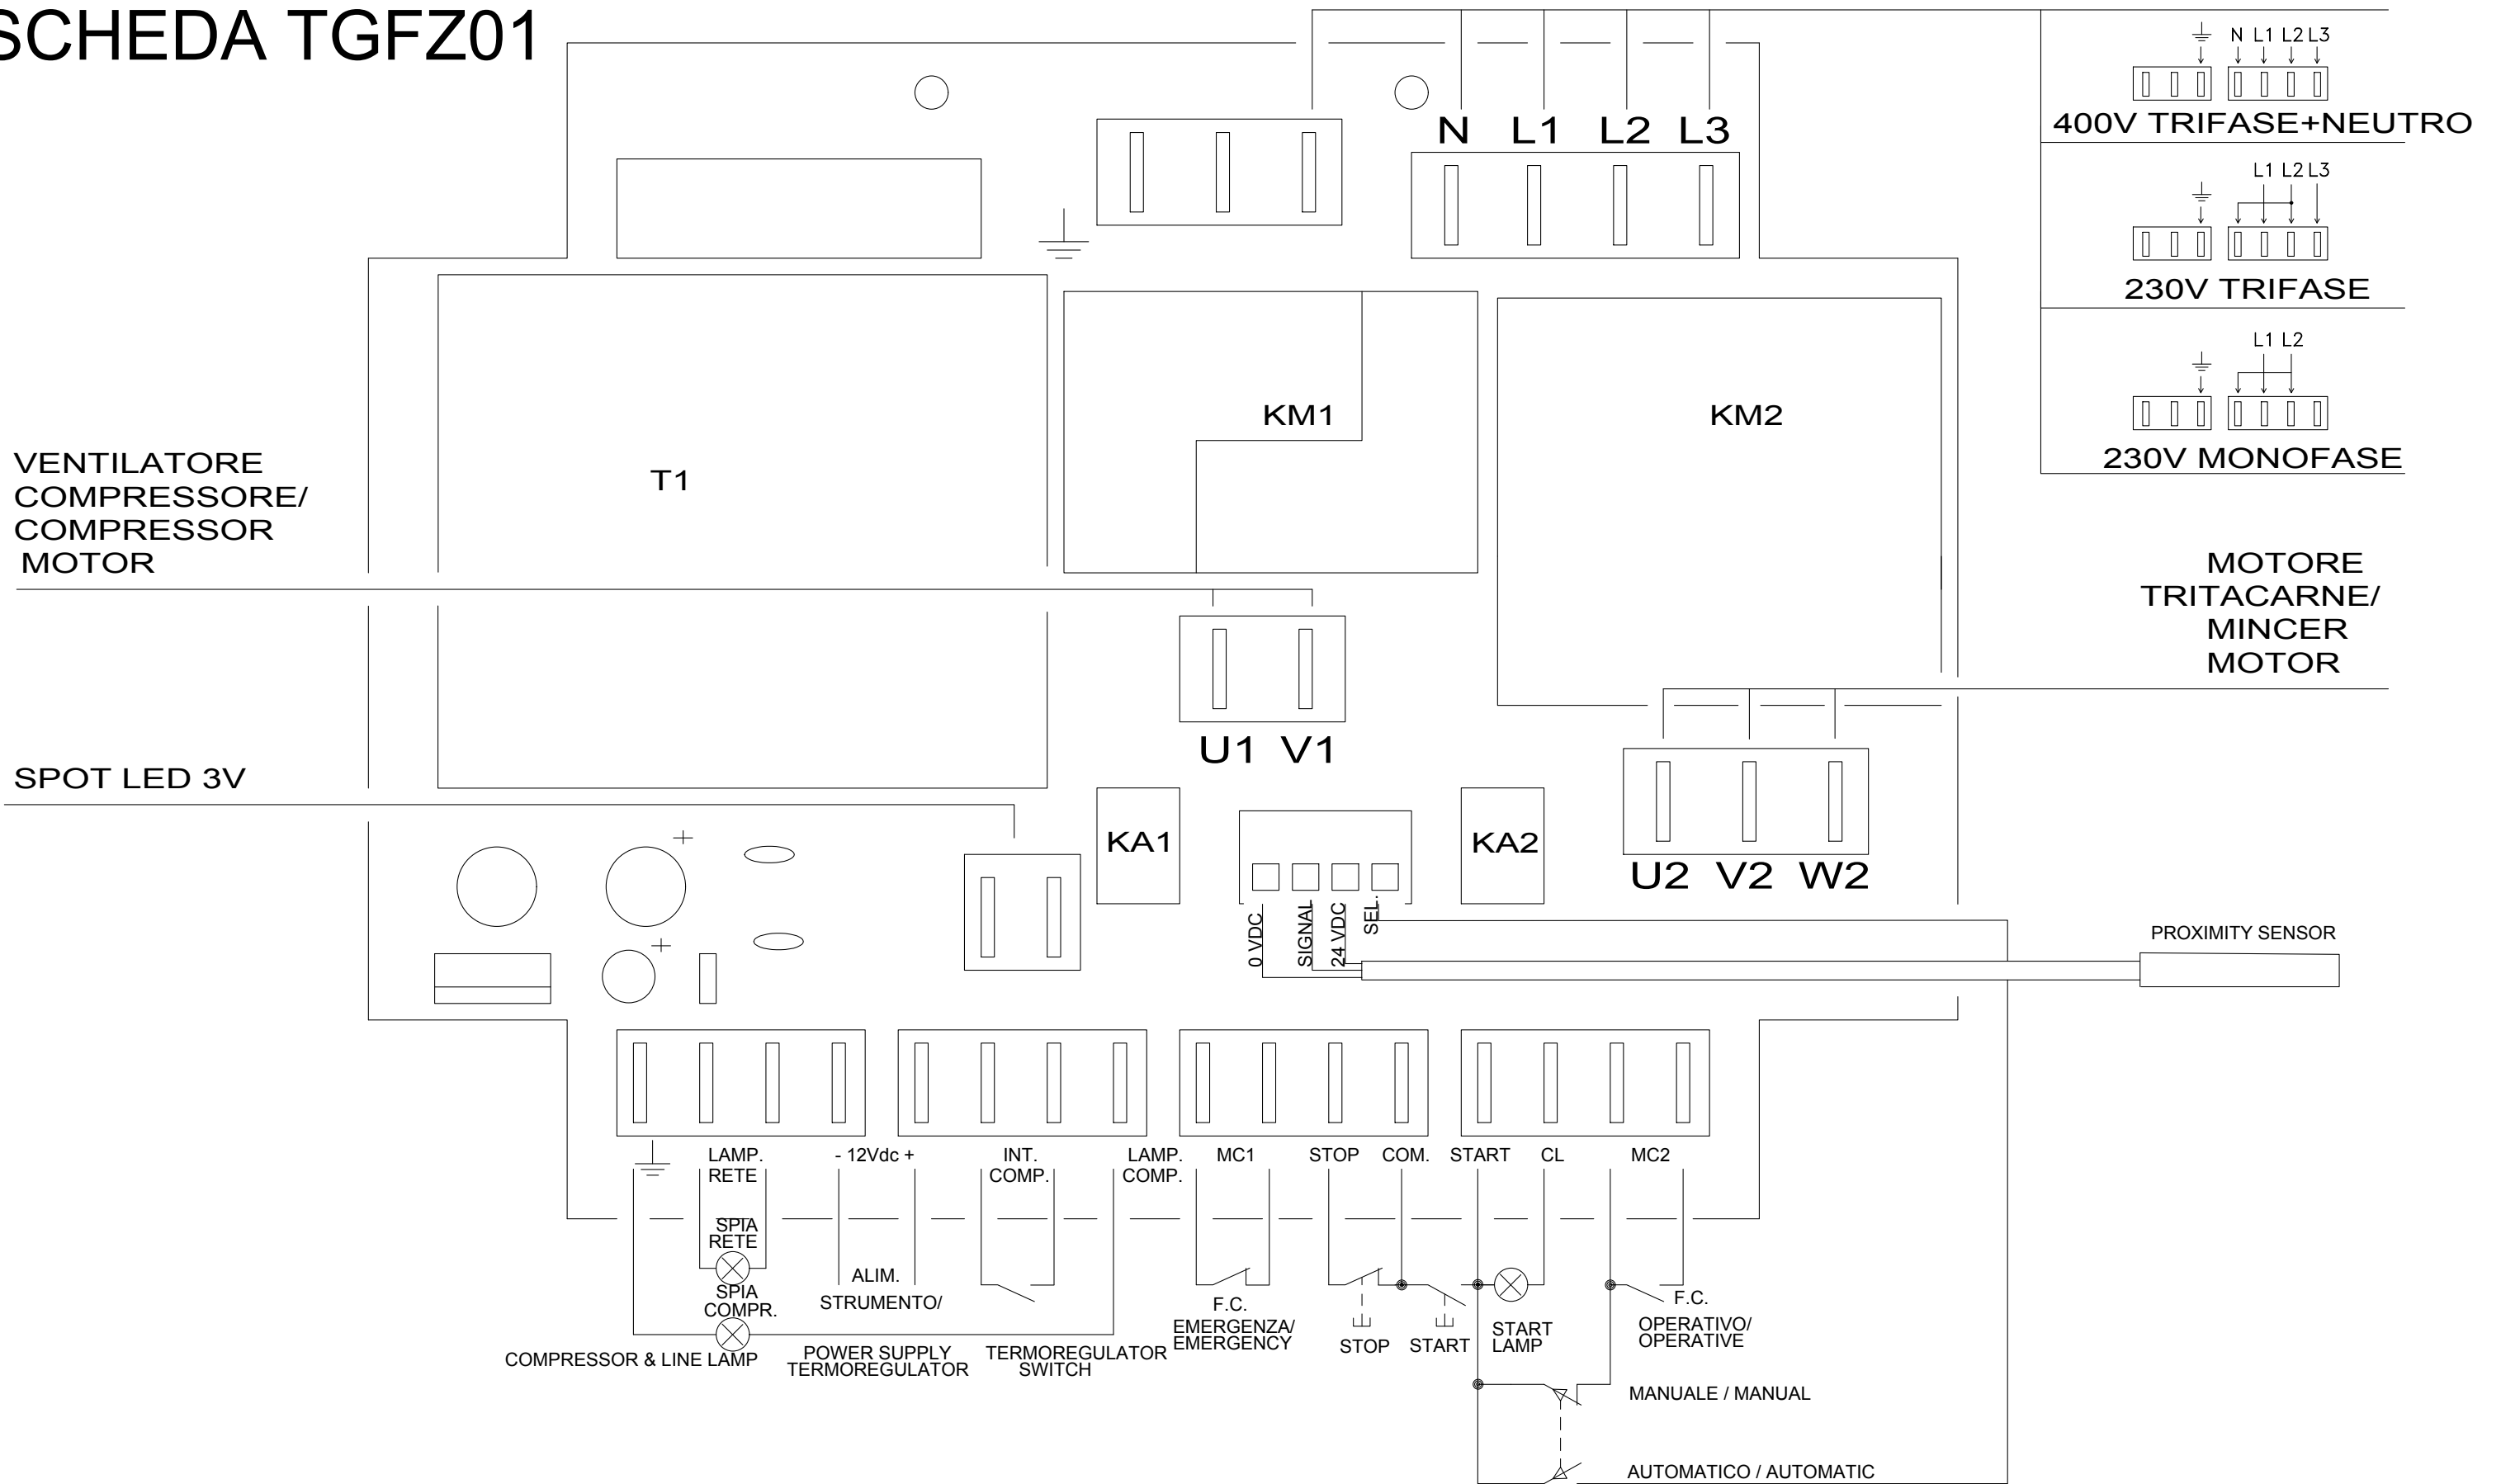 SCHEDA TGFZ01
N L1 L2 L3
400V TRIFASE+NEUTRO
L1 L2 L3
230V TRIFASE
L1 L2
230V MONOFASE
N L1 L2 L3
KM1
KM2
T1
VENTILATORE
COMPRESSORE/
COMPRESSOR
MOTOR
MOTORE
TRITACARNE/
MINCER
MOTOR
U1 V1
SPOT LED 3V
KA1
KA2
U2 V2 W2
0 VDC
SIGNAL
24 VDC
SEL.
PROXIMITY SENSOR
LAMP.
RETE
- 12Vdc +
INT.
COMP.
LAMP.
COMP.
MC1
STOP
COM.
START
CL
MC2
SPIA
RETE
SPIA
COMPR.
ALIM.
STRUMENTO/
F.C.
EMERGENZA/
EMERGENCY
STOP
START
START
LAMP
F.C.
OPERATIVO/
OPERATIVE
COMPRESSOR & LINE LAMP
POWER SUPPLY
TERMOREGULATOR
TERMOREGULATOR
SWITCH
MANUALE / MANUAL
AUTOMATICO / AUTOMATIC